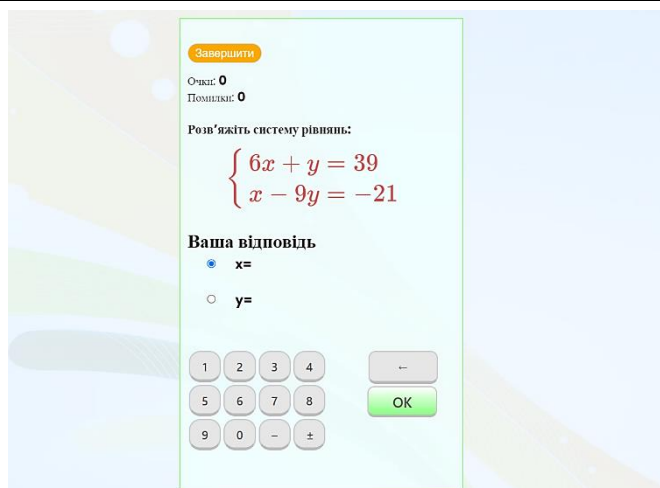 Завершити
Очки: 0
Помилки: 0
Розв'яжіть систему рівнянь:
6x + y = 39
x − 9y = −21
Ваша відповідь
x=
y=
1 2 3 4 ←
5 6 7 8 OK
9 0 − ±